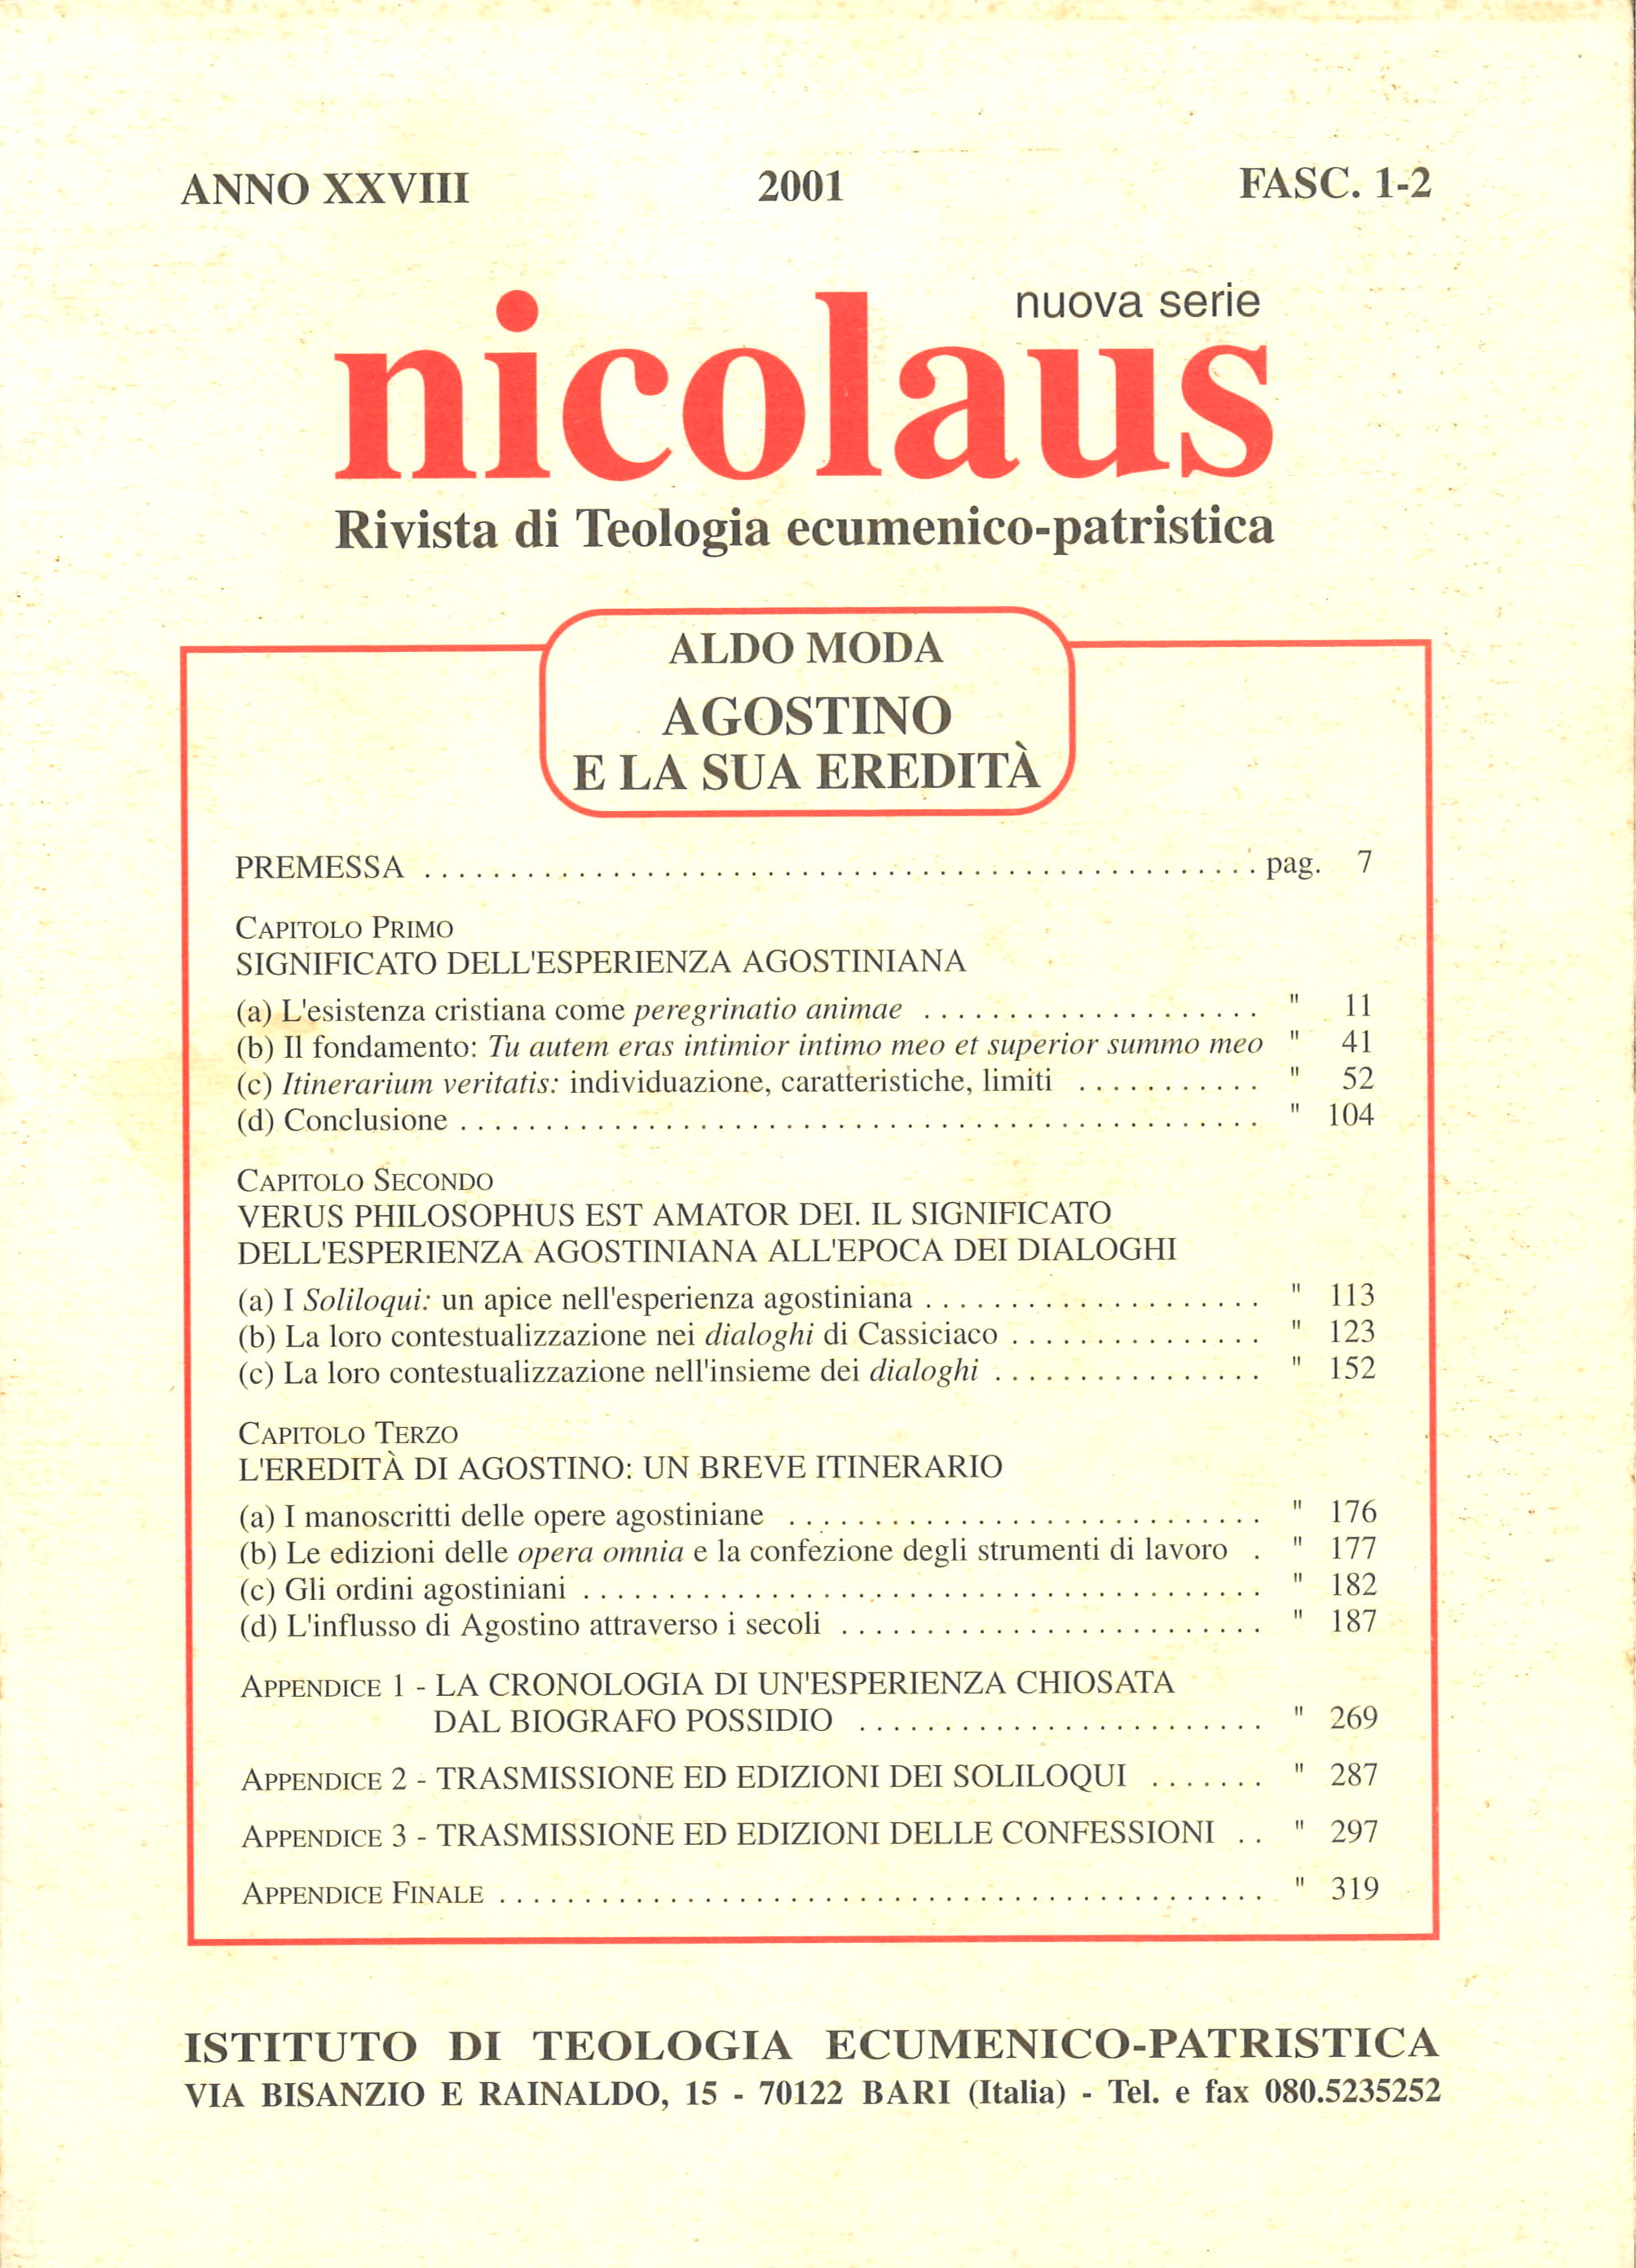 ANNO XXVIII 2001 FASC. 1-2
nuova serie
nicolaus
Rivista di Teologia ecumenico-patristica
ALDO MODA
AGOSTINO
E LA SUA EREDITÀ
PREMESSA .................................................. pag. 7
CAPITOLO PRIMO
SIGNIFICATO DELL'ESPERIENZA AGOSTINIANA
(a) L'esistenza cristiana come peregrinatio animae .................... " 11
(b) Il fondamento: Tu autem eras intimior intimo meo et superior summo meo " 41
(c) Itinerarium veritatis: individuazione, caratteristiche, limiti ........... " 52
(d) Conclusione ................................................ " 104
CAPITOLO SECONDO
VERUS PHILOSOPHUS EST AMATOR DEI. IL SIGNIFICATO
DELL'ESPERIENZA AGOSTINIANA ALL'EPOCA DEI DIALOGHI
(a) I Soliloqui: un apice nell'esperienza agostiniana .................... " 113
(b) La loro contestualizzazione nei dialoghi di Cassiciaco ............... " 123
(c) La loro contestualizzazione nell'insieme dei dialoghi ................ " 152
CAPITOLO TERZO
L'EREDITÀ DI AGOSTINO: UN BREVE ITINERARIO
(a) I manoscritti delle opere agostiniane ............................ " 176
(b) Le edizioni delle opera omnia e la confezione degli strumenti di lavoro . " 177
(c) Gli ordini agostiniani ......................................... " 182
(d) L'influsso di Agostino attraverso i secoli ......................... " 187
APPENDICE 1 - LA CRONOLOGIA DI UN'ESPERIENZA CHIOSATA
DAL BIOGRAFO POSSIDIO ........................ " 269
APPENDICE 2 - TRASMISSIONE ED EDIZIONI DEI SOLILOQUI ....... " 287
APPENDICE 3 - TRASMISSIONE ED EDIZIONI DELLE CONFESSIONI .. " 297
APPENDICE FINALE .............................................. " 319
ISTITUTO DI TEOLOGIA ECUMENICO-PATRISTICA
VIA BISANZIO E RAINALDO, 15 - 70122 BARI (Italia) - Tel. e fax 080.5235252